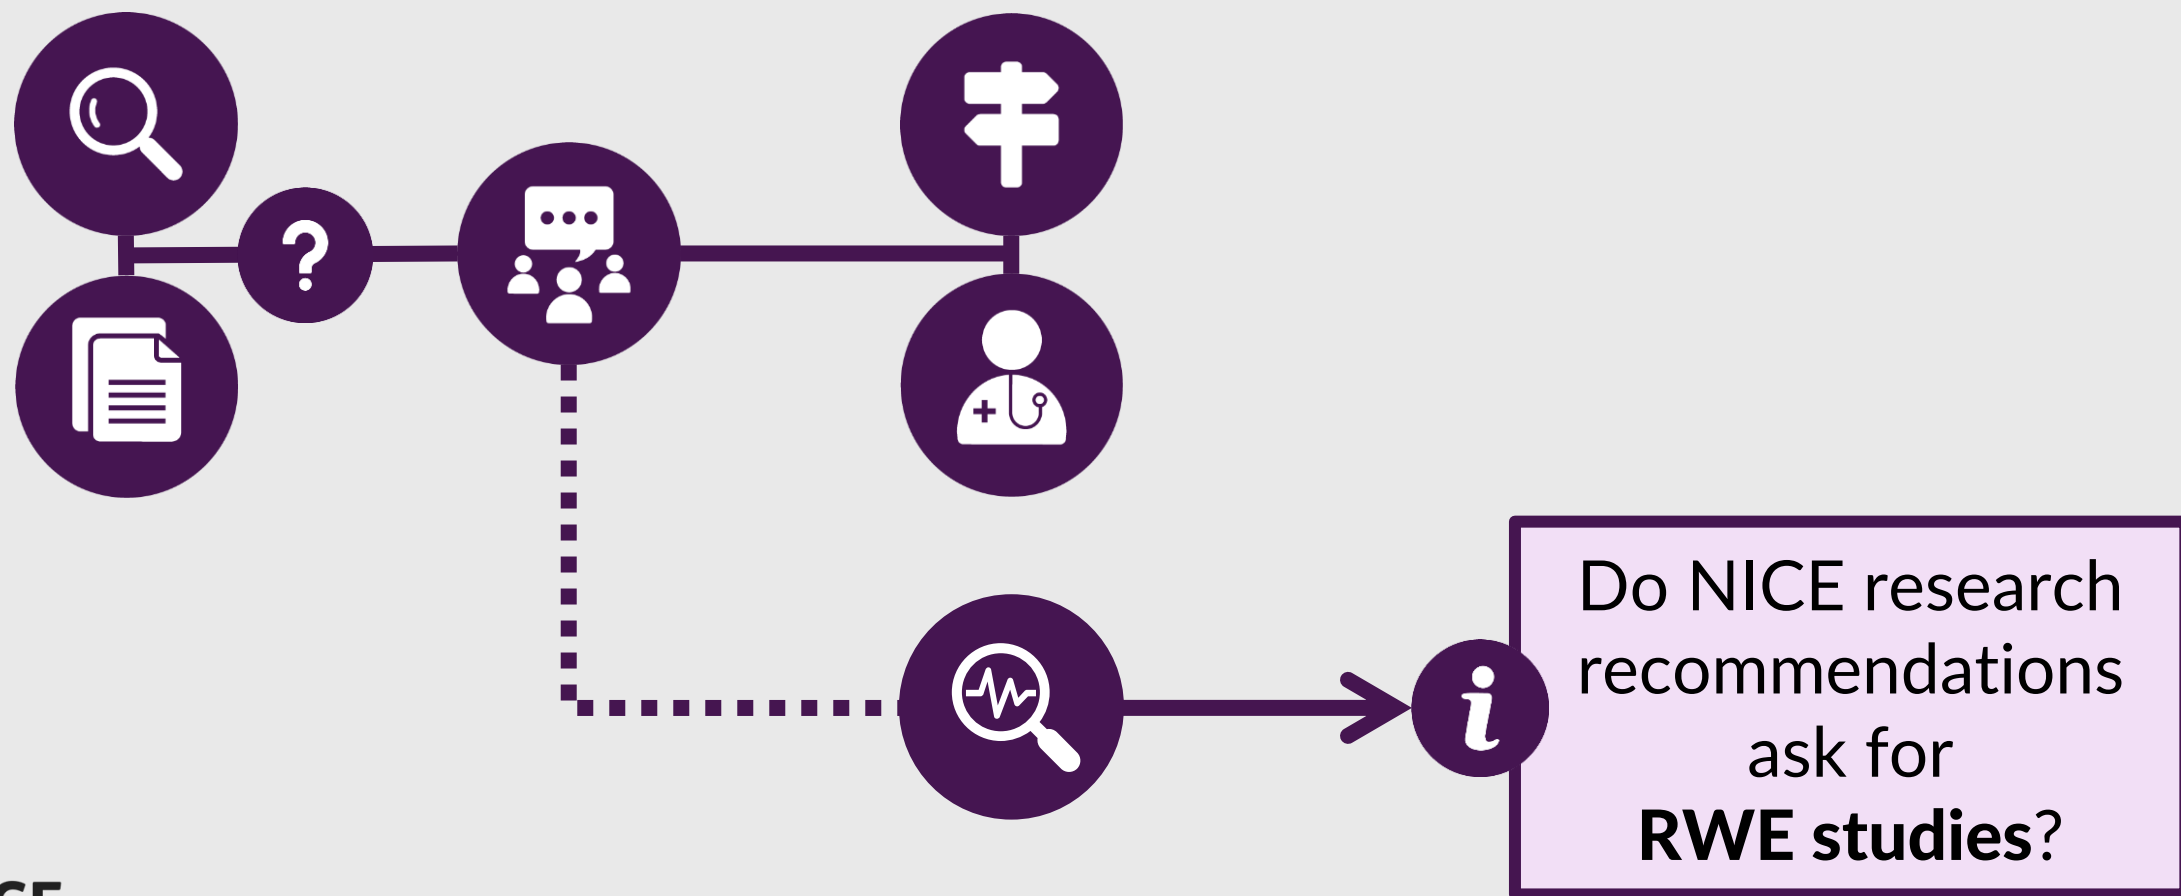 ?
i
Do NICE research
recommendations
ask for
RWE studies?